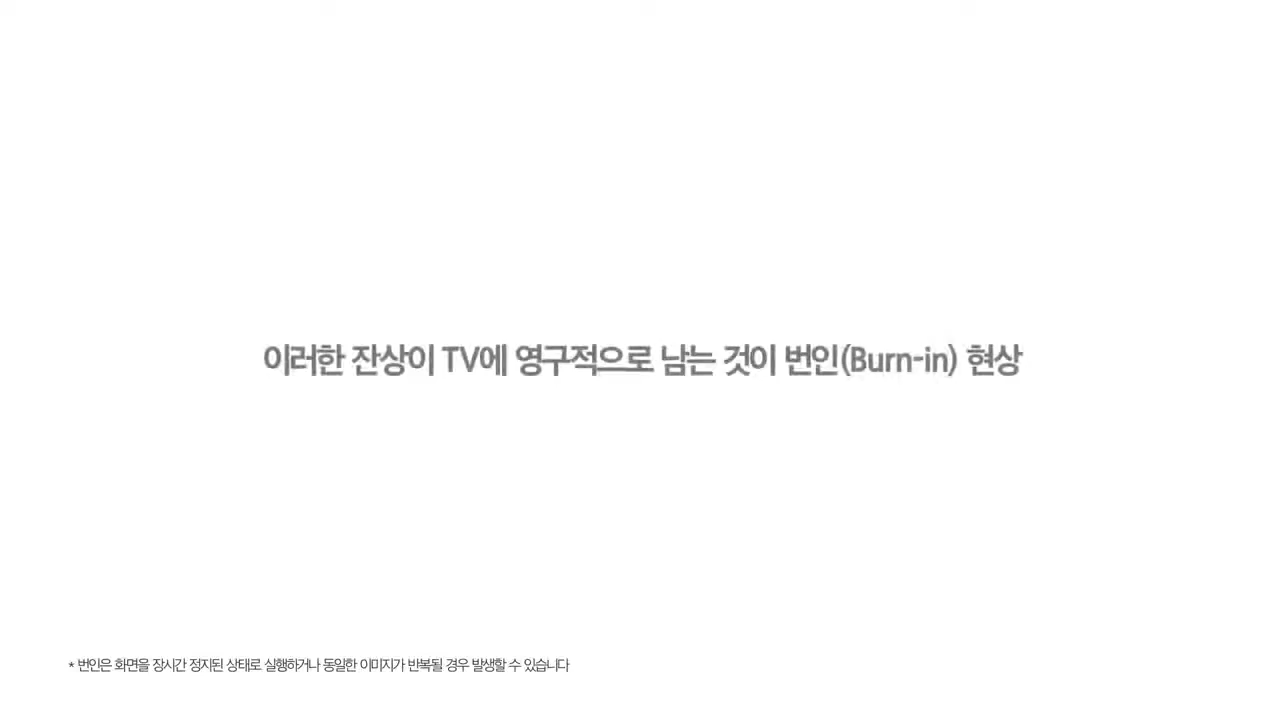 이러한 잔상이 TV에 영구적으로 남는 것이 번인(Burn-in) 현상
* 번인은 화면을 장시간 정지된 상태로 실행하거나 동일한 이미지가 반복될 경우 발생할 수 있습니다